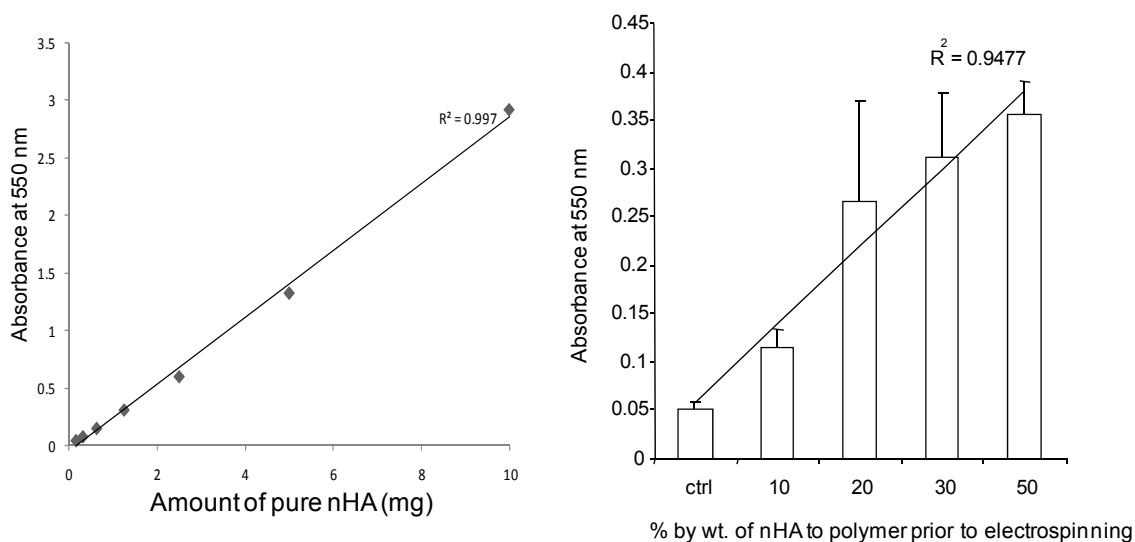 3.5
3
2.5
2
1.5
1
0.5
0
0 2 4 6 8 10
R² = 0.997
Absorbance at 550 nm
Amount of pure nHA (mg)
0.45
0.4
0.35
0.3
0.25
0.2
0.15
0.1
0.05
0
R² = 0.9477
Absorbance at 550 nm
ctrl 10 20 30 50
% by wt. of nHA to polymer prior to electrospinning